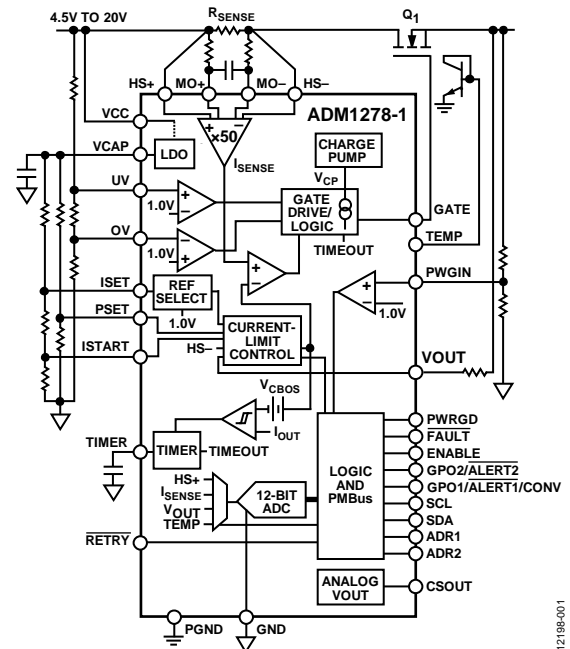 4.5V TO 20V
RSENSE
Q1
HS+
MO+
MO–
HS–
ADM1278-1
VCC
VCAP
LDO
+ –
×50
ISENSE
CHARGE
PUMP
VCP
UV
1.0V
+
–
GATE
DRIVE/
LOGIC
GATE
TEMP
OV
1.0V
–
+
TIMEOUT
+
–
PWGIN
+
–
1.0V
ISET
REF
SELECT
PSET
1.0V
CURRENT-
LIMIT
CONTROL
HS–
ISTART
VOUT
VCBOS
IOUT
TIMER
TIMER
TIMEOUT
PWRGD
FAULT
ENABLE
GPO2/ALERT2
GPO1/ALERT1/CONV
SCL
SDA
ADR1
ADR2
LOGIC
AND
PMBus
HS+
ISENSE
VOUT
TEMP
12-BIT
ADC
RETRY
ANALOG
VOUT
CSOUT
PGND
GND
12198-001